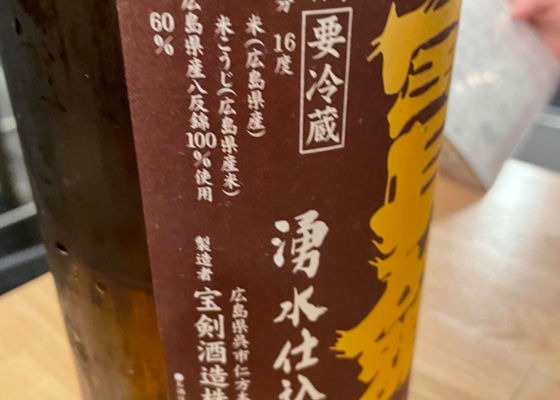 要冷蔵
湧水仕込
分 16度
米(広島県産)
米こうじ(広島県産米)
広島県産八反錦100%使用
60%
広島県呉市仁方本
製造者 宝剣酒造株